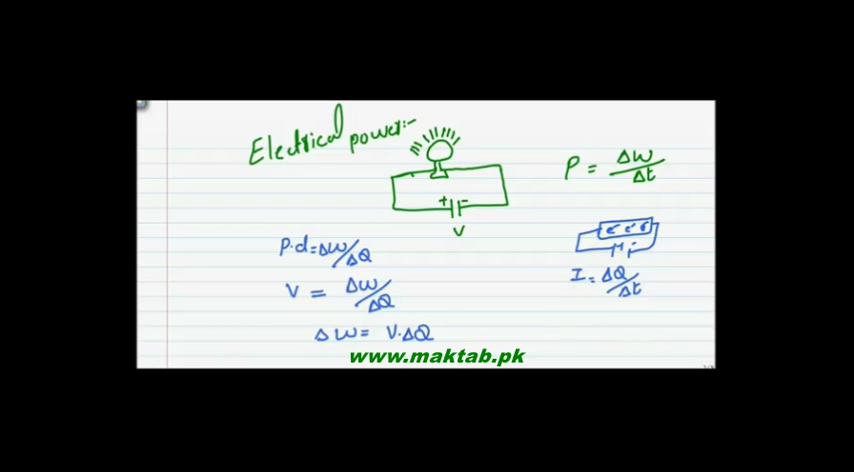 Electrical power:-
P = ΔW/Δt
+ -
V
e⁻ e⁻ e⁻
P.d = ΔW/ΔQ
I = ΔQ/Δt
V = ΔW/ΔQ
ΔW = V.ΔQ
www.maktab.pk